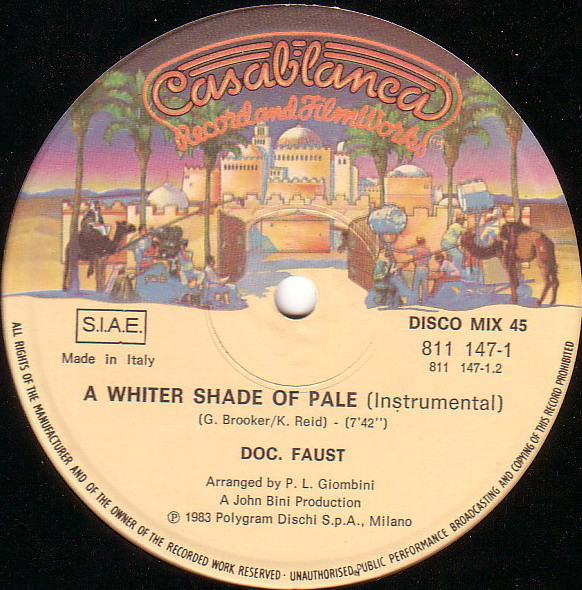 Casablanca
Record and FilmWorks™
S.I.A.E.
Made in Italy
DISCO MIX 45
811 147-1
811 147-1.2
A WHITER SHADE OF PALE (Instrumental)
(G. Brooker/K. Reid) - (7'42'')
DOC. FAUST
Arranged by P. L. Giombini
A John Bini Production
Ⓟ 1983 Polygram Dischi S.p.A., Milano
ALL RIGHTS OF THE MANUFACTURER AND OF THE OWNER OF THE RECORDED WORK RESERVED · UNAUTHORISED PUBLIC PERFORMANCE BROADCASTING AND COPYING OF THIS RECORD PROHIBITED